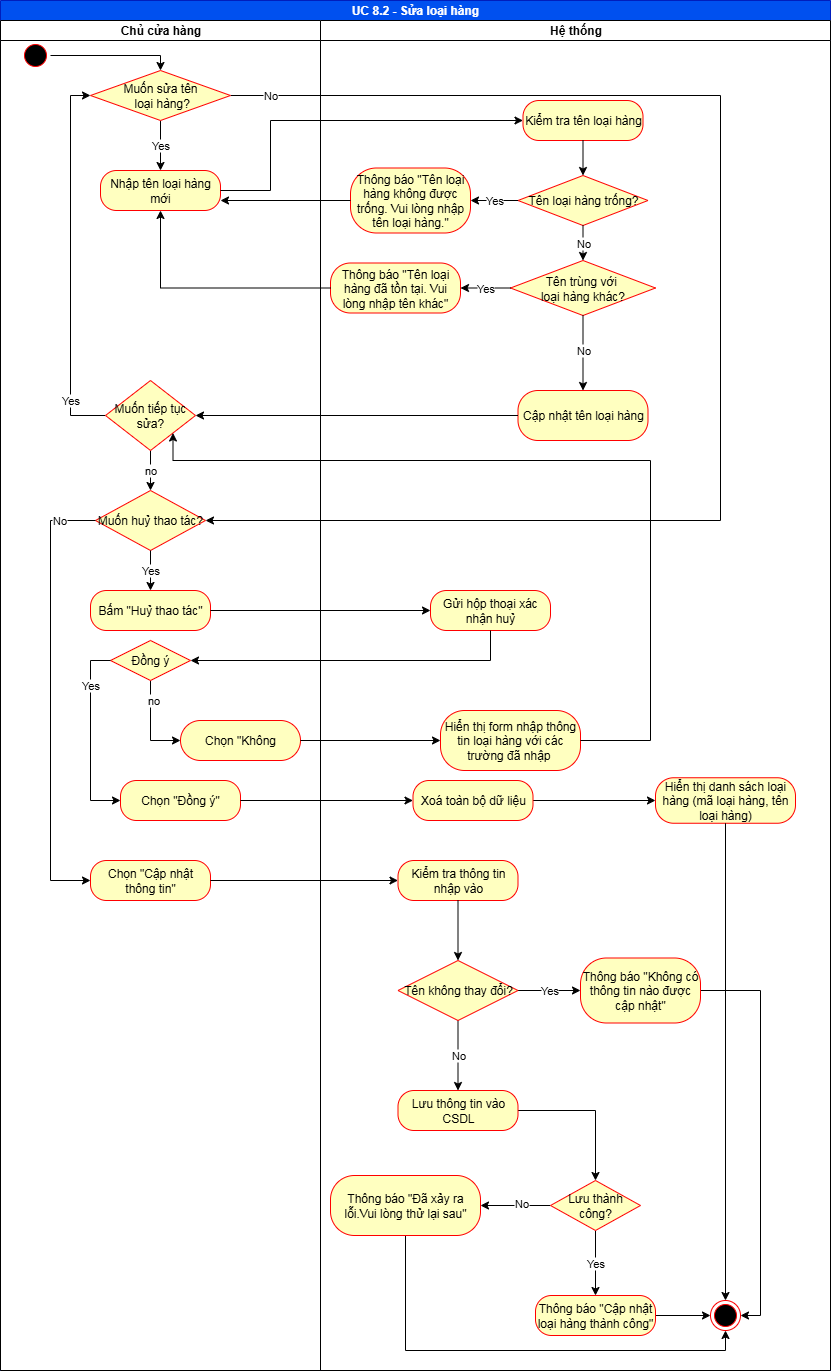 UC 8.2 - Sửa loại hàng
Chủ cửa hàng
Hệ thống
Muốn sửa tên
loại hàng?
No
Yes
Kiểm tra tên loại hàng
Nhập tên loại hàng
mới
Thông báo "Tên loại
hàng không được
trống. Vui lòng nhập
tên loại hàng."
Yes
Tên loại hàng trống?
No
Thông báo "Tên loại
hàng đã tồn tại. Vui
lòng nhập tên khác"
Yes
Tên trùng với
loại hàng khác?
No
Yes
Muốn tiếp tục
sửa?
Cập nhật tên loại hàng
no
No
Muốn huỷ thao tác?
Yes
Bấm "Huỷ thao tác"
Gửi hộp thoại xác
nhận huỷ
Đồng ý
Yes
no
Chọn "Không
Hiển thị form nhập thông
tin loại hàng với các
trường đã nhập
Chọn "Đồng ý"
Xoá toàn bộ dữ liệu
Hiển thị danh sách loại
hàng (mã loại hàng, tên
loại hàng)
Chọn "Cập nhật
thông tin"
Kiểm tra thông tin
nhập vào
Tên không thay đổi?
Yes
Thông báo "Không có
thông tin nào được
cập nhật"
No
Lưu thông tin vào
CSDL
Thông báo "Đã xảy ra
lỗi.Vui lòng thử lại sau"
No
Lưu thành
công?
Yes
Thông báo "Cập nhật
loại hàng thành công"